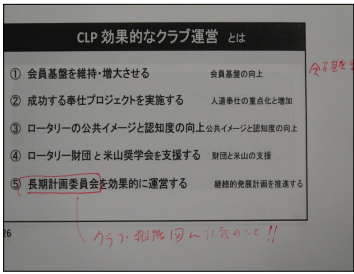 CLP 効果的なクラブ運営 とは
① 会員基盤を維持・増大させる 会員基盤の向上
② 成功する奉仕プロジェクトを実施する 人道奉仕の重点化と増加
③ ロータリーの公共イメージと認知度の向上 公共イメージと認知度の向上
④ ロータリー財団 と 米山奨学会を支援する 財団と米山の支援
⑤ 長期計画委員会を効果的に運営する 継続的発展計画を推進する
26
クラブ
のこと!!